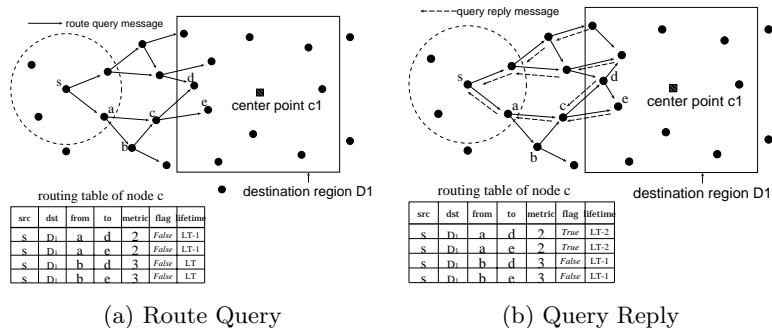 route query message
s
a
b
c
d
e
center point c1
destination region D1
routing table of node c
src dst from to metric flag lifetime
s D1 a d 2 False LT-1
s D1 a e 2 False LT-1
s D1 b d 3 False LT
s D1 b e 3 False LT
(a) Route Query
query reply message
s
a
b
c
d
e
center point c1
destination region D1
routing table of node c
src dst from to metric flag lifetime
s D1 a d 2 True LT-2
s D1 a e 2 True LT-2
s D1 b d 3 False LT-1
s D1 b e 3 False LT-1
(b) Query Reply